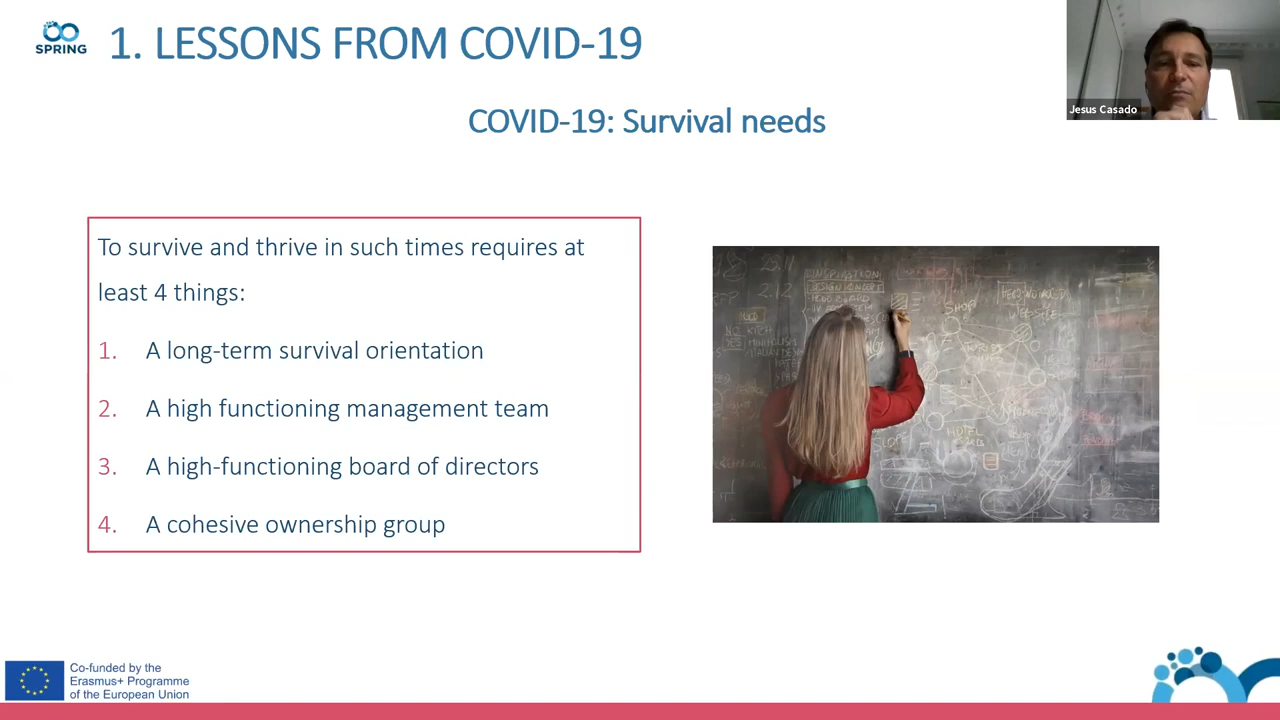 SPRING
1. LESSONS FROM COVID-19
Jesus Casado
COVID-19: Survival needs
To survive and thrive in such times requires at
least 4 things:
1. A long-term survival orientation
2. A high functioning management team
3. A high-functioning board of directors
4. A cohesive ownership group
INSPIRATION
DESIGN CONCEPT
SHOP
HOTEL
Co-funded by the
Erasmus+ Programme
of the European Union